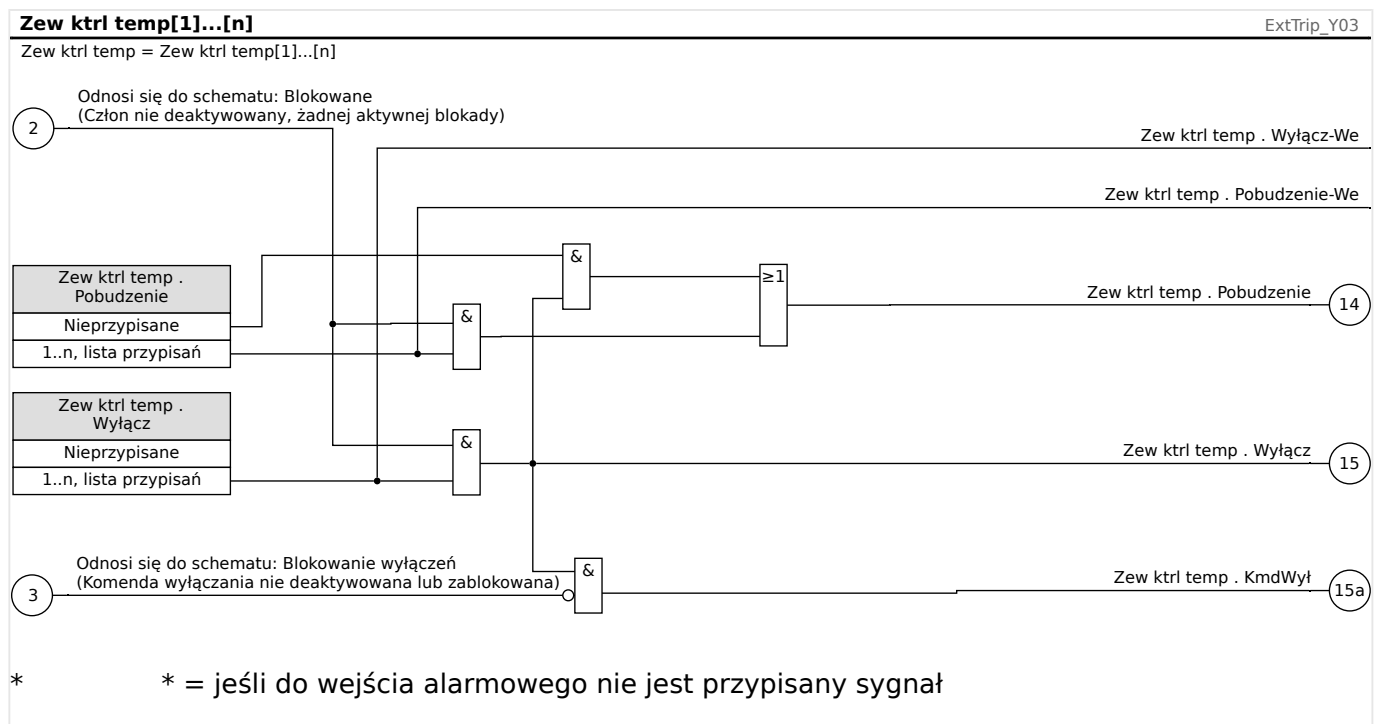 Zew ktrl temp[1]...[n]
ExtTrip_Y03
Zew ktrl temp = Zew ktrl temp[1]...[n]
Odnosi się do schematu: Blokowane
(Człon nie deaktywowany, żadnej aktywnej blokady)
2
Zew ktrl temp . Wyłącz-We
Zew ktrl temp . Pobudzenie-We
&
Zew ktrl temp .
Pobudzenie
≥1
Zew ktrl temp . Pobudzenie
14
Nieprzypisane
&
1..n, lista przypisań
Zew ktrl temp .
Wyłącz
&
Nieprzypisane
Zew ktrl temp . Wyłącz
15
1..n, lista przypisań
Odnosi się do schematu: Blokowanie wyłączeń
(Komenda wyłączania nie deaktywowana lub zablokowana)
3
&
Zew ktrl temp . KmdWył
15a
* * = jeśli do wejścia alarmowego nie jest przypisany sygnał